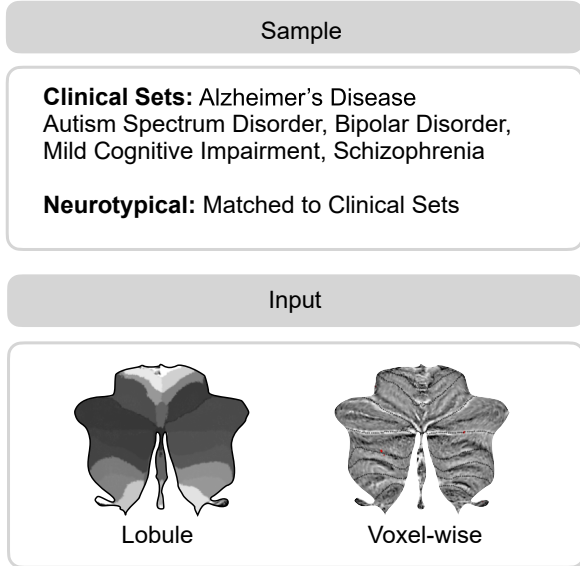 Sample
Clinical Sets: Alzheimer's Disease
Autism Spectrum Disorder, Bipolar Disorder,
Mild Cognitive Impairment, Schizophrenia
Neurotypical: Matched to Clinical Sets
Input
Lobule
Voxel-wise